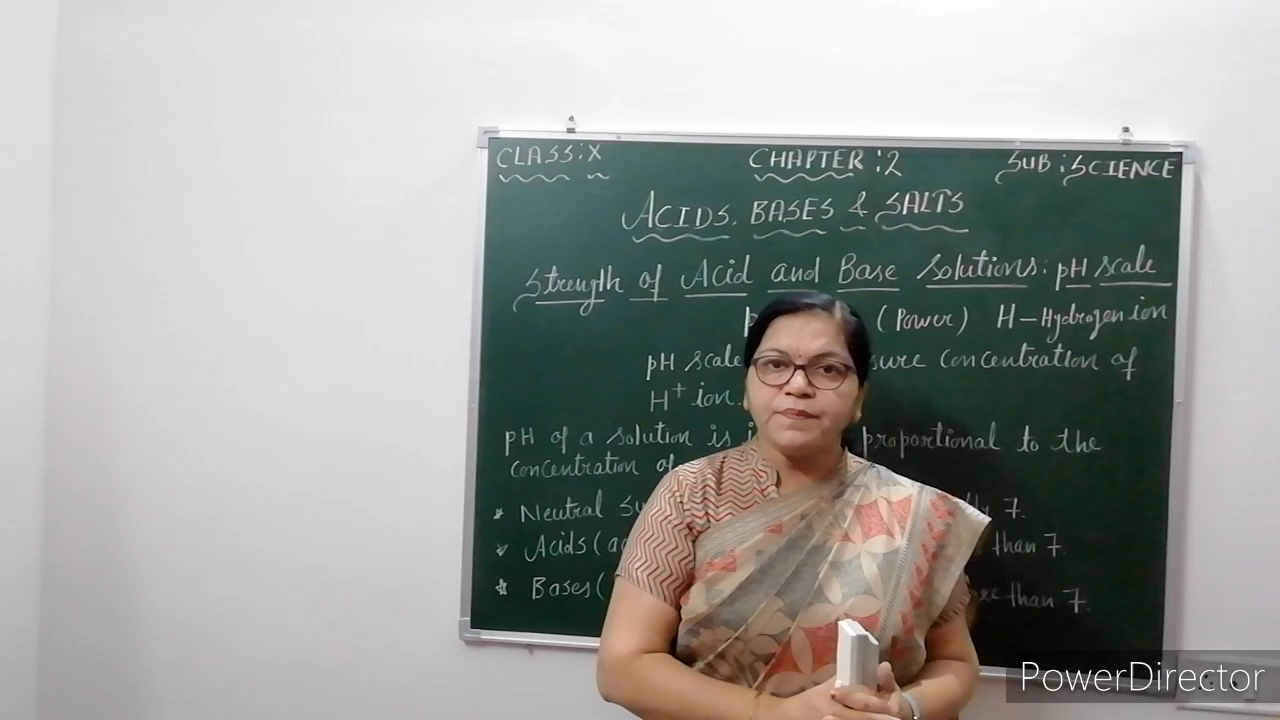 CLASS:X CHAPTER:2 SUB:SCIENCE
ACIDS, BASES & SALTS
Strength of Acid and Base Solutions: pH scale
(Power) H-Hydrogen ion
pH scale concentration of
H+ ion.
pH of a solution is proportional to the
concentration of
* Neutral 7.
Acids ( than 7.
* Bases ( than 7.
PowerDirector